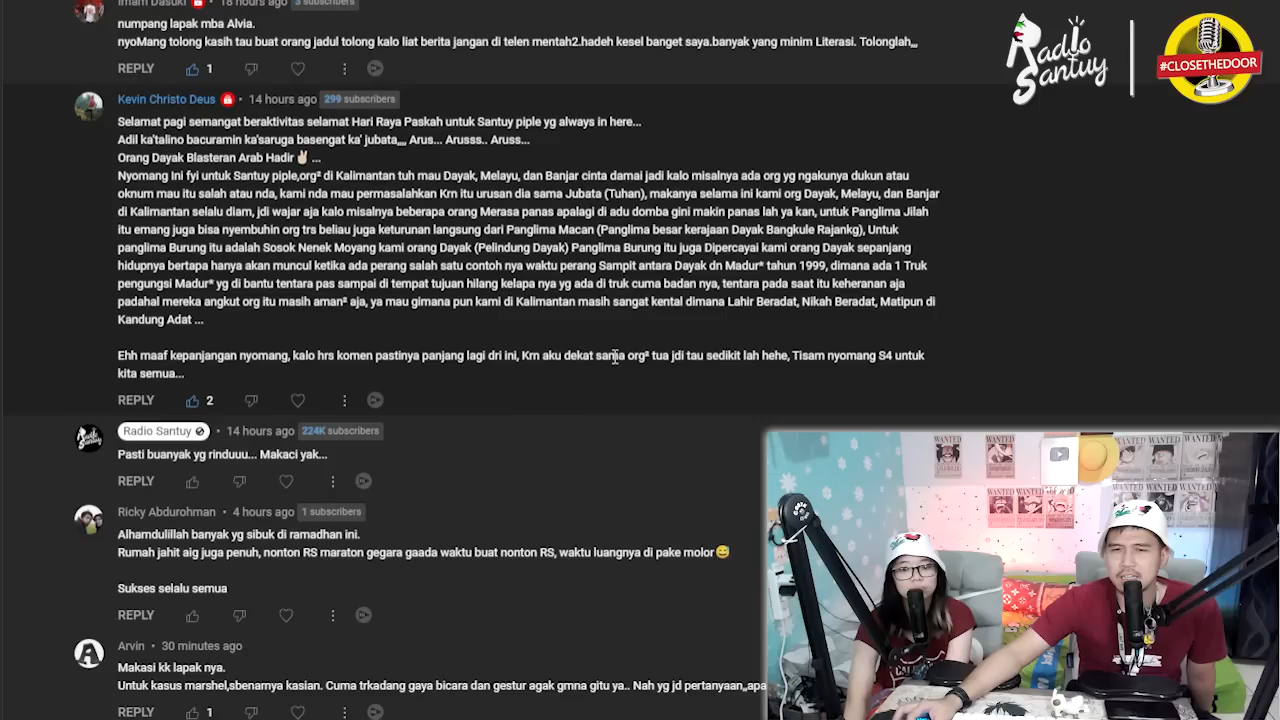 Imam Dasuki • 18 hours ago 3 subscribers
numpang lapak mba Alvia.
nyoMang tolong kasih tau buat orang jadul tolong kalo liat berita jangan di telen mentah2.hadeh kesel banget saya.banyak yang minim Literasi. Tolonglah,,,
REPLY 1
Kevin Christo Deus • 14 hours ago 299 subscribers
Selamat pagi semangat beraktivitas selamat Hari Raya Paskah untuk Santuy piple yg always in here...
Adil ka'talino bacuramin ka'saruga basengat ka' jubata,,,, Arus... Arusss.. Aruss...
Orang Dayak Blasteran Arab Hadir✌🏻...
Nyomang Ini fyi untuk Santuy piple,org² di Kalimantan tuh mau Dayak, Melayu, dan Banjar cinta damai jadi kalo misalnya ada org yg ngakunya dukun atau
oknum mau itu salah atau nda, kami nda mau permasalahkan Krn itu urusan dia sama Jubata (Tuhan), makanya selama ini kami org Dayak, Melayu, dan Banjar
di Kalimantan selalu diam, jdi wajar aja kalo misalnya beberapa orang Merasa panas apalagi di adu domba gini makin panas lah ya kan, untuk Panglima Jilah
itu emang juga bisa nyembuhin org trs beliau juga keturunan langsung dari Panglima Macan (Panglima besar kerajaan Dayak Bangkule Rajankg), Untuk
panglima Burung itu adalah Sosok Nenek Moyang kami orang Dayak (Pelindung Dayak) Panglima Burung itu juga Dipercayai kami orang Dayak sepanjang
hidupnya bertapa hanya akan muncul ketika ada perang salah satu contoh nya waktu perang Sampit antara Dayak dn Madur* tahun 1999, dimana ada 1 Truk
pengungsi Madur* yg di bantu tentara pas sampai di tempat tujuan hilang kelapa nya yg ada di truk cuma badan nya, tentara pada saat itu keheranan aja
padahal mereka angkut org itu masih aman² aja, ya mau gimana pun kami di Kalimantan masih sangat kental dimana Lahir Beradat, Nikah Beradat, Matipun di
Kandung Adat ...
Ehh maaf kepanjangan nyomang, kalo hrs komen pastinya panjang lagi dri ini, Krn aku dekat sama org² tua jdi tau sedikit lah hehe, Tisam nyomang S4 untuk
kita semua...
REPLY 2
Radio Santuy • 14 hours ago 224K subscribers
Pasti buanyak yg rinduuu... Makaci yak...
REPLY
Ricky Abdurohman • 4 hours ago 1 subscribers
Alhamdulillah banyak yg sibuk di ramadhan ini.
Rumah jahit aig juga penuh, nonton RS maraton gegara gaada waktu buat nonton RS, waktu luangnya di pake molor😅
Sukses selalu semua
REPLY
Arvin • 30 minutes ago
Makasi kk lapak nya.
Untuk kasus marshel,sbenarnya kasian. Cuma trkadang gaya bicara dan gestur agak gmna gitu ya.. Nah yg jd pertanyaan,,apa
REPLY 1
Radio Santuy
#CLOSETHEDOOR
WANTED WANTED WANTED WANTED WANTED
WANTED WANTED WANTED WANTED WANTED WANTED